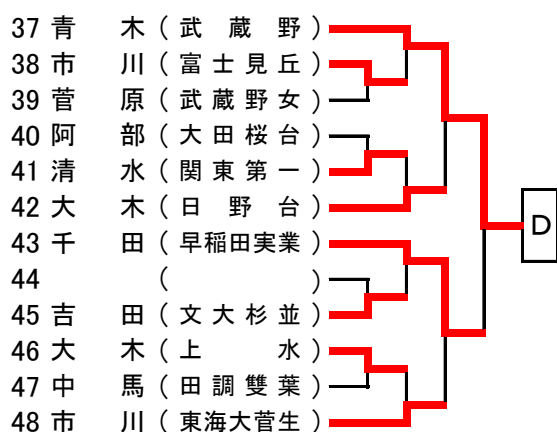 37 青 木 ( 武 蔵 野 )
38 市 川 ( 富 士 見 丘 )
39 菅 原 ( 武 蔵 野 女 )
40 阿 部 ( 大 田 桜 台 )
41 清 水 ( 関 東 第 一 )
42 大 木 ( 日 野 台 )
43 千 田 ( 早稲田実業 )
44 ( )
45 吉 田 ( 文 大 杉 並 )
46 大 木 ( 上 水 )
47 中 馬 ( 田 調 雙 葉 )
48 市 川 ( 東海大菅生 )
D